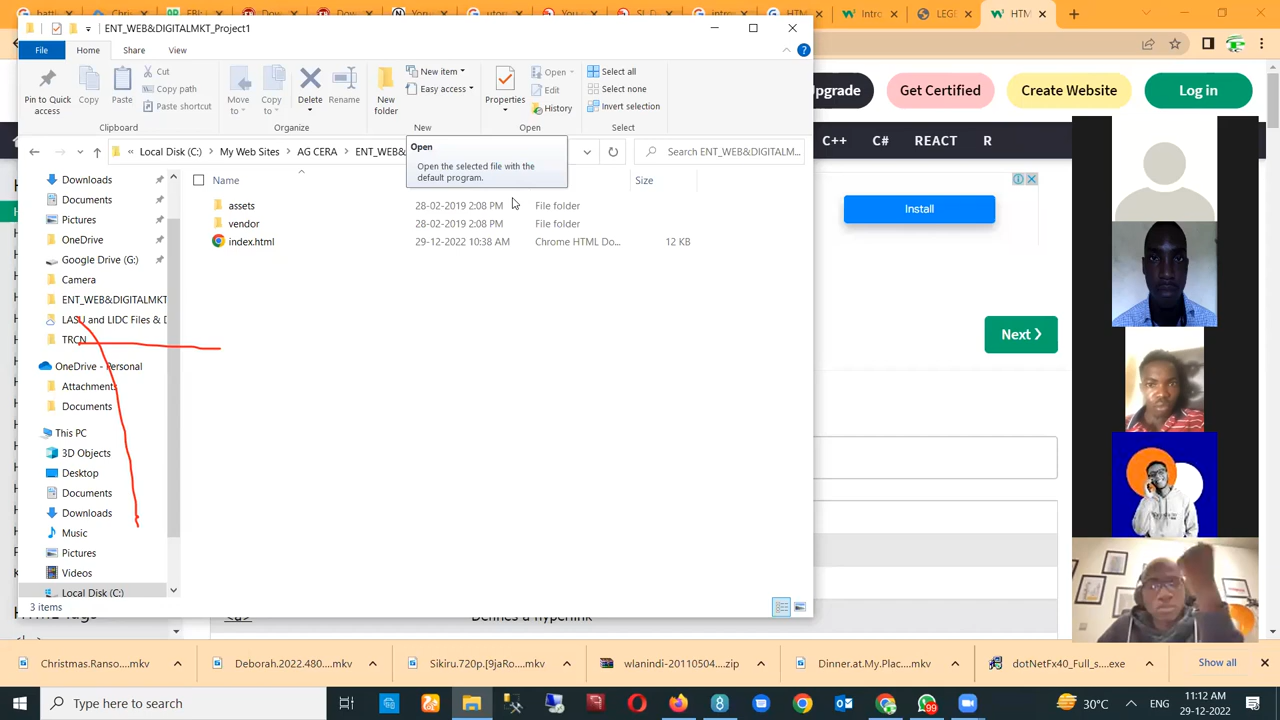 ENT_WEB&DIGITALMKT_Project1
W HTML
W Ho
HTM
File
Home
Share
View
Pin to Quick access
Copy
Paste
Cut
Copy path
Paste shortcut
Move to
Copy to
Delete
Rename
New folder
New item
Easy access
Properties
Open
Edit
History
Select all
Select none
Invert selection
Clipboard
Organize
New
Open
Select
Local Disk (C:)
My Web Sites
AG CERA
ENT_WEB&
Search ENT_WEB&DIGITALM...
Open
Open the selected file with the
default program.
Name
Size
assets
28-02-2019 2:08 PM
File folder
vendor
28-02-2019 2:08 PM
File folder
index.html
29-12-2022 10:38 AM
Chrome HTML Do...
12 KB
Downloads
Documents
Pictures
OneDrive
Google Drive (G:)
Camera
ENT_WEB&DIGITALMKT
LASU and LIDC Files & D
TRCN
OneDrive - Personal
Attachments
Documents
This PC
3D Objects
Desktop
Documents
Downloads
Music
Pictures
Videos
Local Disk (C:)
3 items
pgrade
Get Certified
Create Website
Log in
C++
C#
REACT
R
Install
Next ❯
<a>
Defines a hyperlink
Christmas.Ranso....mkv
Deborah.2022.480....mkv
Sikiru.720p.[9jaRo....mkv
wlanindi-20110504....zip
Dinner.at.My.Plac....mkv
dotNetFx40_Full_s....exe
Show all
Type here to search
99
30°C
11:12 AM
29-12-2022